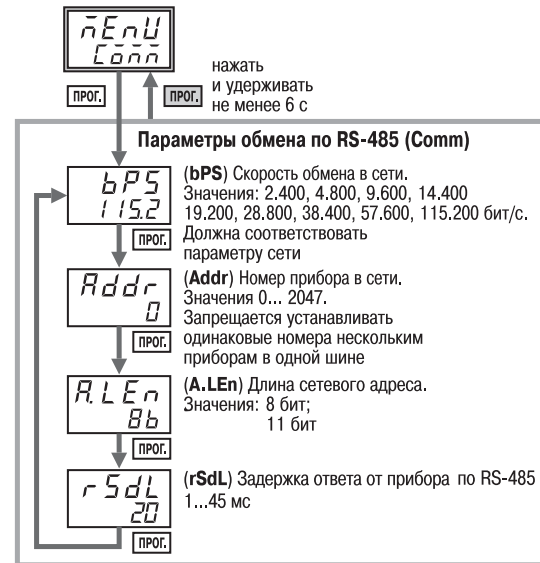 nEnU
Conn
ПРОГ.
ПРОГ.
нажать
и удерживать
не менее 6 с
Параметры обмена по RS-485 (Comm)
bPS
115.2
ПРОГ.
(bPS) Скорость обмена в сети.
Значения: 2.400, 4.800, 9.600, 14.400
19.200, 28.800, 38.400, 57.600, 115.200 бит/с.
Должна соответствовать
параметру сети
Addr
0
ПРОГ.
(Addr) Номер прибора в сети.
Значения 0... 2047.
Запрещается устанавливать
одинаковые номера нескольким
приборам в одной шине
A.LEn
8b
ПРОГ.
(A.LEn) Длина сетевого адреса.
Значения: 8 бит;
11 бит
rSdL
20
ПРОГ.
(rSdL) Задержка ответа от прибора по RS-485
1...45 мс